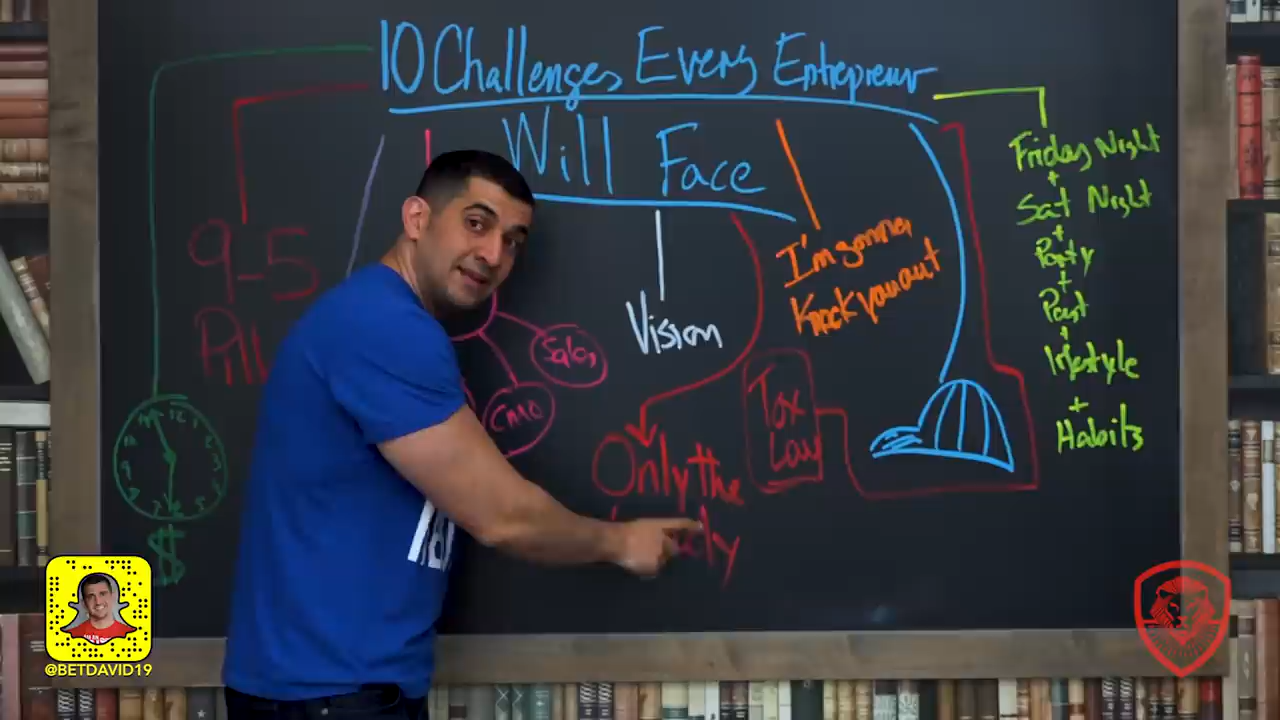 10 Challenges Every Entrepreneur
Will Face
9-5
Pill
Sales
CMO
Vision
Only the
I'm gonna
Knock you out
Tax
Law
Friday Night
+
Sat Night
+
Party
+
Past
+
Lifestyle
+
Habits
$
@BETDAVID19